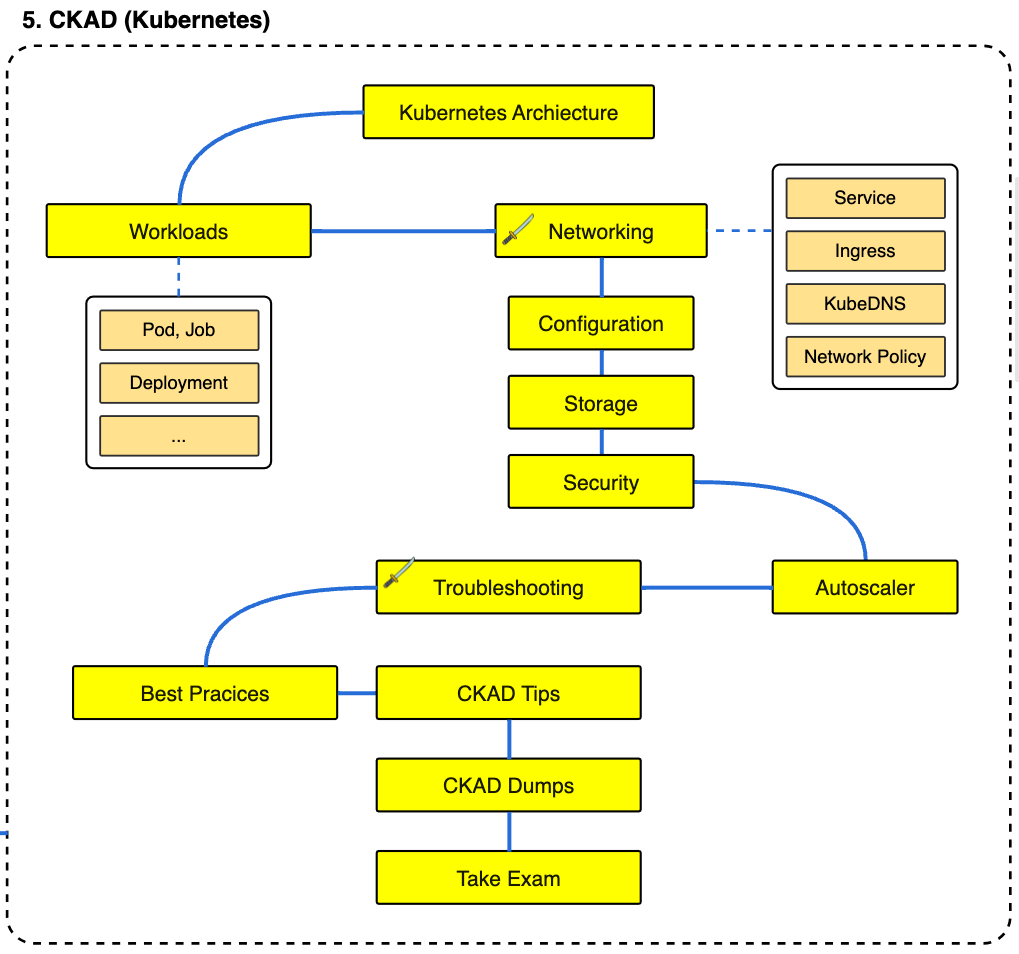 5. CKAD (Kubernetes)
Kubernetes Archiecture
Workloads
Networking
Service
Ingress
KubeDNS
Network Policy
Pod, Job
Deployment
...
Configuration
Storage
Security
Troubleshooting
Autoscaler
Best Pracices
CKAD Tips
CKAD Dumps
Take Exam